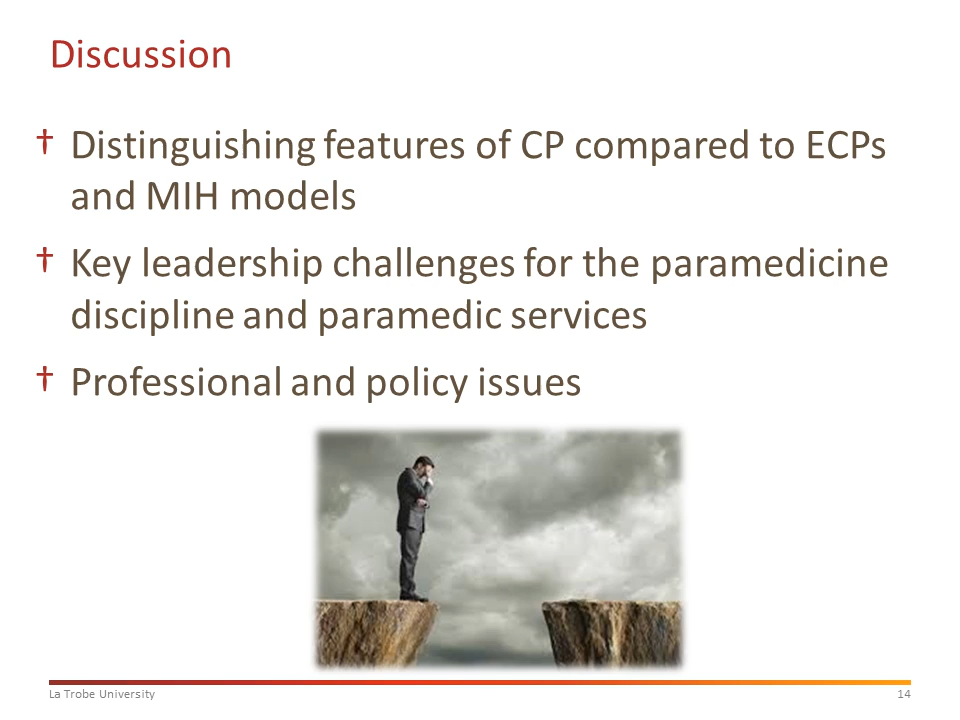 Discussion
† Distinguishing features of CP compared to ECPs
and MIH models
† Key leadership challenges for the paramedicine
discipline and paramedic services
† Professional and policy issues
La Trobe University 14